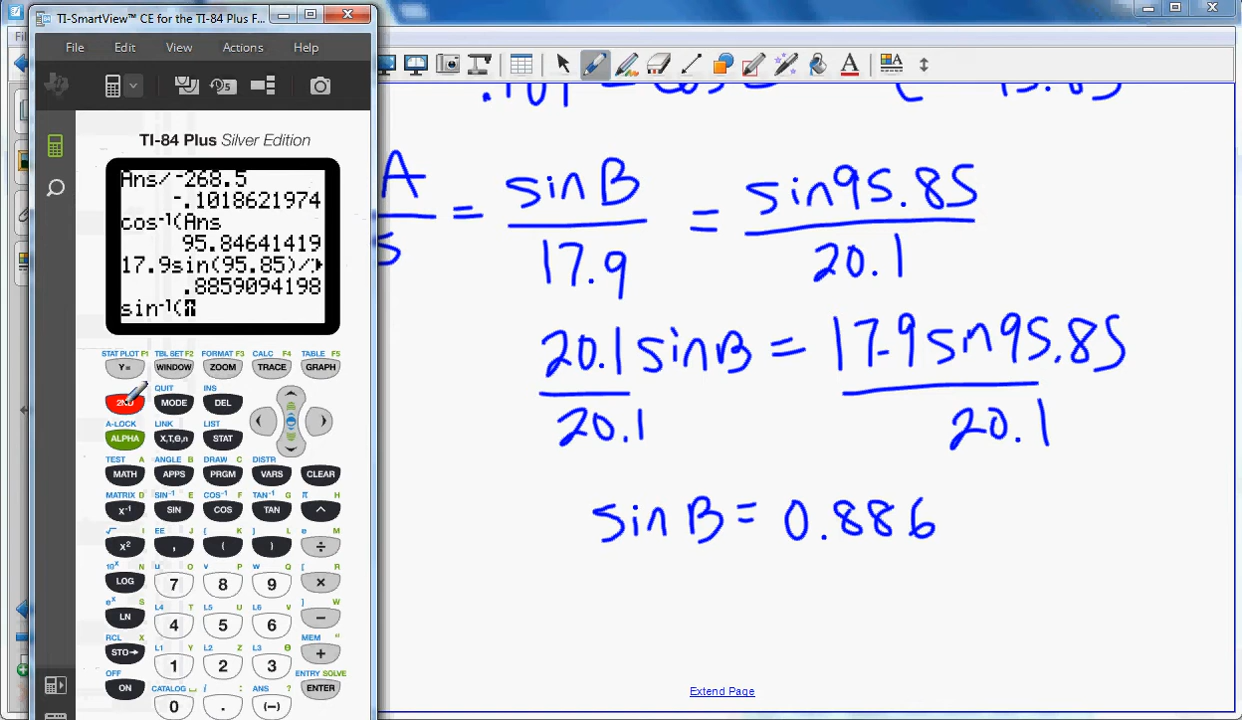 TI-SmartView™ CE for the TI-84 Plus F...
File Edit View Actions Help
TI-84 Plus Silver Edition
Ans/-268.5
-.1018621974
cos⁻¹(Ans
95.84641419
17.9sin(95.85)/
.8859094198
sin⁻¹(
STAT PLOT F1 TBL SET F2 FORMAT F3 CALC F4 TABLE F5
Y= WINDOW ZOOM TRACE GRAPH
QUIT INS
2ND MODE DEL
A-LOCK LINK LIST
ALPHA X,T,Θ,n STAT
TEST A ANGLE B DRAW C DISTR
MATH APPS PRGM VARS CLEAR
MATRIX D SIN⁻¹ E COS⁻¹ F TAN⁻¹ G π H
x⁻¹ SIN COS TAN ^
√ I EE J { K } L e M
x² , ( ) ÷
10ˣ N u O v P w Q [ R
LOG 7 8 9 ×
eˣ S L4 T L5 U L6 V ] W
LN 4 5 6 −
RCL X L1 Y L2 Z L3 θ MEM "
STO→ 1 2 3 +
OFF CATALOG i : ANS ? ENTRY SOLVE
ON 0 . (−) ENTER
A = sin B = sin95.85
17.9 20.1
20.1 sin B = 17.9 sin95.85
20.1 20.1
sin B = 0.886
Extend Page